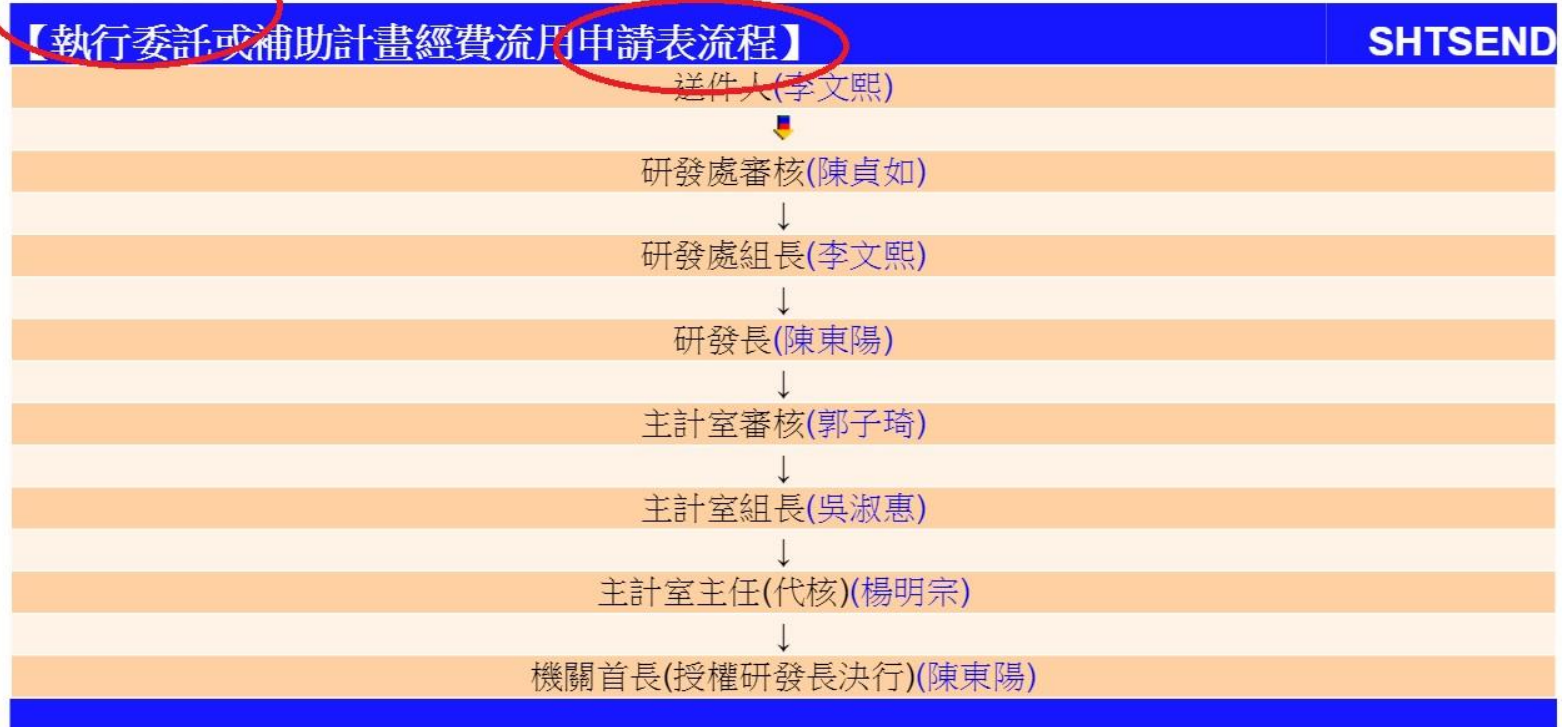 【執行委託或補助計畫經費流用申請表流程】 SHTSEND
送件人(李文熙)
↓
研發處審核(陳貞如)
↓
研發處組長(李文熙)
↓
研發長(陳東陽)
↓
主計室審核(郭子琦)
↓
主計室組長(吳淑惠)
↓
主計室主任(代核)(楊明宗)
↓
機關首長(授權研發長決行)(陳東陽)